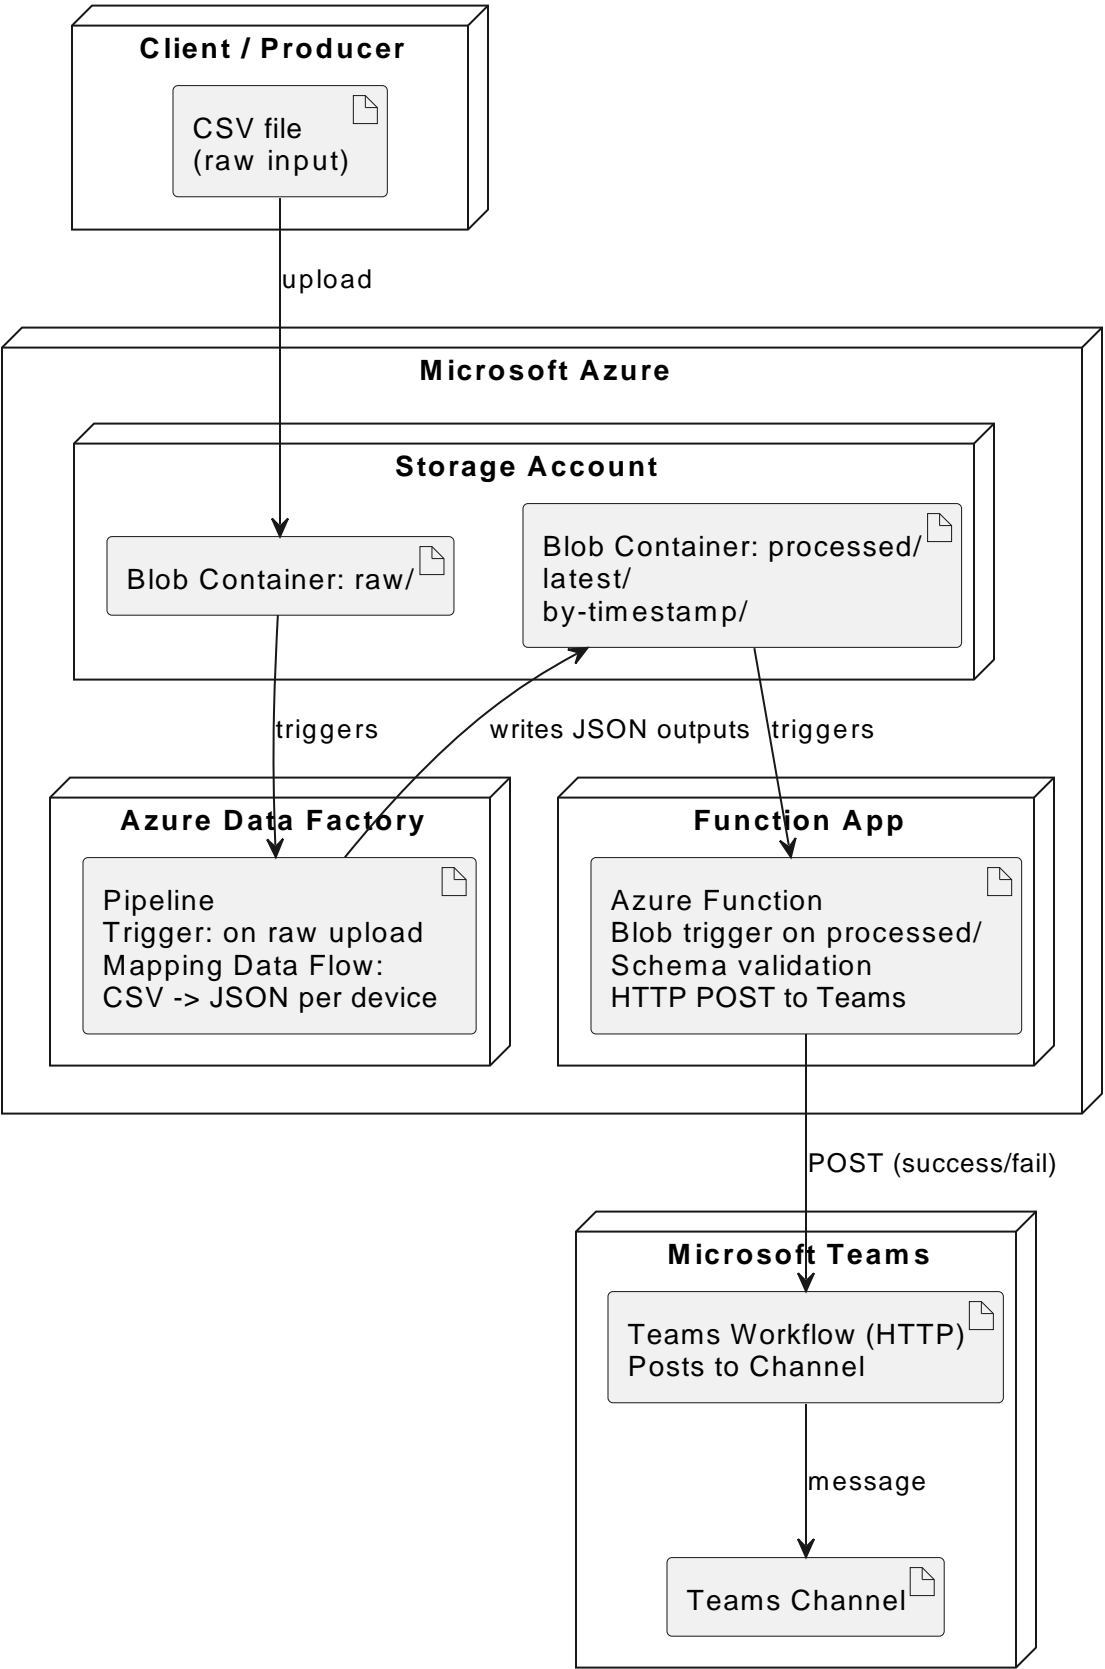 Client / Producer
CSV file
(raw input)
upload
Microsoft Azure
Storage Account
Blob Container: raw/
Blob Container: processed/
latest/
by-timestamp/
triggers
writes JSON outputs
triggers
Azure Data Factory
Pipeline
Trigger: on raw upload
Mapping Data Flow:
CSV -> JSON per device
Function App
Azure Function
Blob trigger on processed/
Schema validation
HTTP POST to Teams
POST (success/fail)
Microsoft Teams
Teams Workflow (HTTP)
Posts to Channel
message
Teams Channel